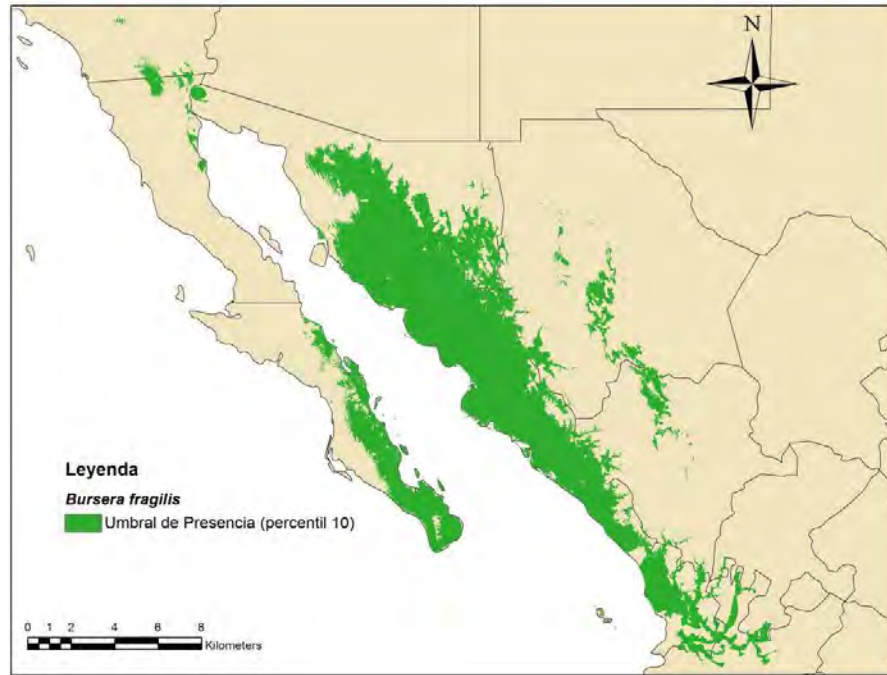 N
Leyenda
Bursera fragilis
Umbral de Presencia (percentil 10)
0 1 2 4 6 8
Kilometers